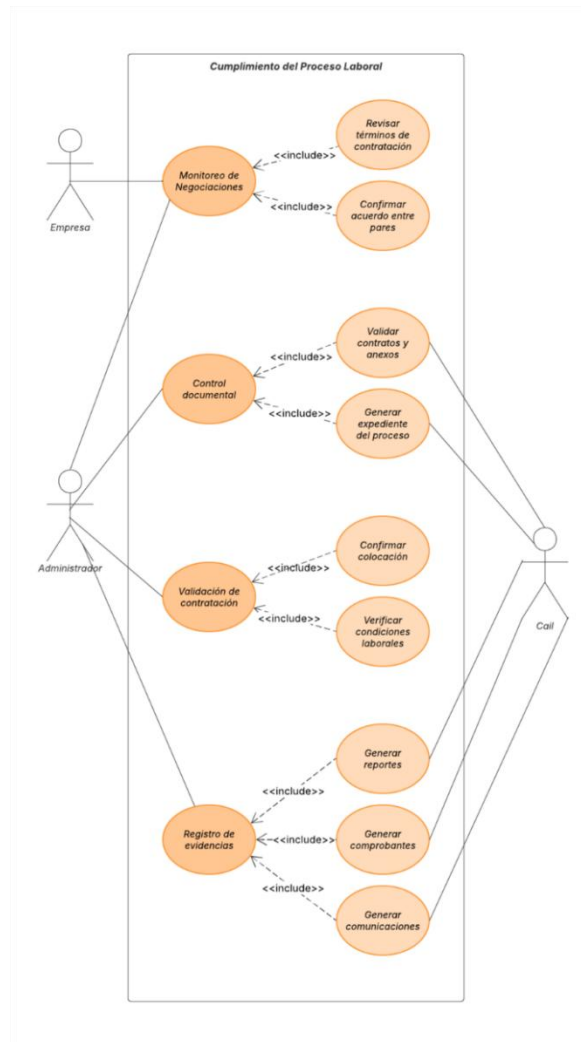 Cumplimiento del Proceso Laboral
Revisar
términos de
contratación
<<include>>
Monitoreo de
Negociaciones
<<include>>
Confirmar
acuerdo entre
pares
Empresa
Validar
contratos y
anexos
<<include>>
Control
documental
<<include>>
Generar
expediente
del proceso
Administrador
Confirmar
colocación
<<include>>
Validación de
contratación
<<include>>
Verificar
condiciones
laborales
Cail
Generar
reportes
<<include>>
Registro de
evidencias
<<include>>
Generar
comprobantes
<<include>>
Generar
comunicaciones